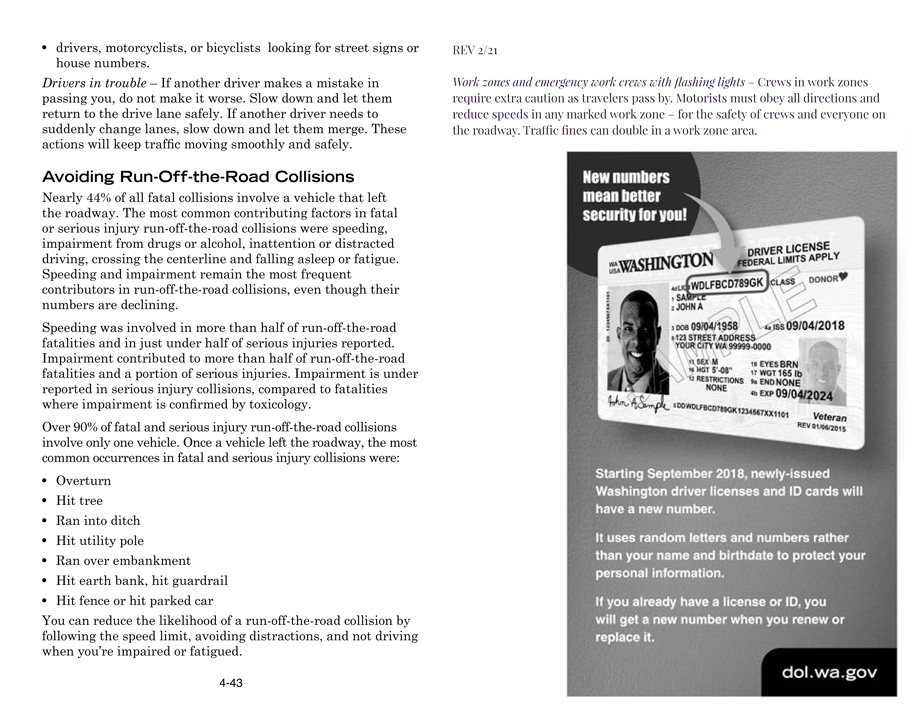 • drivers, motorcyclists, or bicyclists  looking for street signs or
house numbers.
Drivers in trouble – If another driver makes a mistake in
passing you, do not make it worse. Slow down and let them
return to the drive lane safely. If another driver needs to
suddenly change lanes, slow down and let them merge. These
actions will keep traffic moving smoothly and safely.
Avoiding Run-Off-the-Road Collisions
Nearly 44% of all fatal collisions involve a vehicle that left
the roadway. The most common contributing factors in fatal
or serious injury run-off-the-road collisions were speeding,
impairment from drugs or alcohol, inattention or distracted
driving, crossing the centerline and falling asleep or fatigue.
Speeding and impairment remain the most frequent
contributors in run-off-the-road collisions, even though their
numbers are declining.
Speeding was involved in more than half of run-off-the-road
fatalities and in just under half of serious injuries reported.
Impairment contributed to more than half of run-off-the-road
fatalities and a portion of serious injuries. Impairment is under
reported in serious injury collisions, compared to fatalities
where impairment is confirmed by toxicology.
Over 90% of fatal and serious injury run-off-the-road collisions
involve only one vehicle. Once a vehicle left the roadway, the most
common occurrences in fatal and serious injury collisions were:
• Overturn
• Hit tree
• Ran into ditch
• Hit utility pole
• Ran over embankment
• Hit earth bank, hit guardrail
• Hit fence or hit parked car
You can reduce the likelihood of a run-off-the-road collision by
following the speed limit, avoiding distractions, and not driving
when you're impaired or fatigued.
4-43
REV 2/21
Work zones and emergency work crews with flashing lights – Crews in work zones
require extra caution as travelers pass by. Motorists must obey all directions and
reduce speeds in any marked work zone – for the safety of crews and everyone on
the roadway. Traffic fines can double in a work zone area.
New numbers
mean better
security for you!
WA
USA WASHINGTON
DRIVER LICENSE
FEDERAL LIMITS APPLY
4d LIC# WDLFBCD789GK CLASS DONOR
1 SAMPLE
2 JOHN A
3 DOB 09/04/1958 4a ISS 09/04/2018
8 123 STREET ADDRESS
YOUR CITY WA 99999-0000
15 SEX M 18 EYES BRN
16 HGT 5'-08" 17 WGT 165 lb
12 RESTRICTIONS 9a END NONE
NONE 4b EXP 09/04/2024
John A Sample
5 DD WDLFBCD789GK1234567XX1101
Veteran
REV 01/06/2015
SAMPLE
Starting September 2018, newly-issued
Washington driver licenses and ID cards will
have a new number.
It uses random letters and numbers rather
than your name and birthdate to protect your
personal information.
If you already have a license or ID, you
will get a new number when you renew or
replace it.
dol.wa.gov